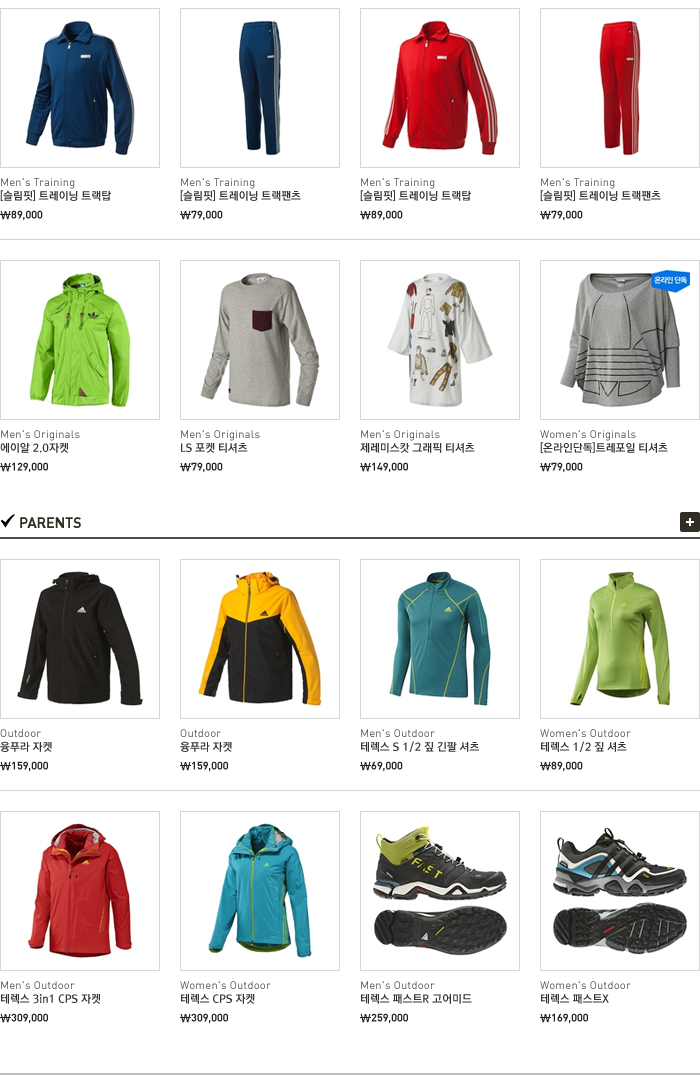 Men's Training
[슬림핏] 트레이닝 트랙탑
₩89,000
Men's Training
[슬림핏] 트레이닝 트랙팬츠
₩79,000
Men's Training
[슬림핏] 트레이닝 트랙탑
₩89,000
Men's Training
[슬림핏] 트레이닝 트랙팬츠
₩79,000
Men's Originals
에이알 2.0자켓
₩129,000
Men's Originals
LS 포켓 티셔츠
₩79,000
Men's Originals
제레미스캇 그래픽 티셔츠
₩149,000
온라인 단독
Women's Originals
[온라인단독]트레포일 티셔츠
₩79,000
PARENTS
Outdoor
융푸라 자켓
₩159,000
Outdoor
융푸라 자켓
₩159,000
Men's Outdoor
테렉스 S 1/2 짚 긴팔 셔츠
₩69,000
Women's Outdoor
테렉스 1/2 짚 셔츠
₩89,000
Men's Outdoor
테렉스 3in1 CPS 자켓
₩309,000
Women's Outdoor
테렉스 CPS 자켓
₩309,000
FAST
Men's Outdoor
테렉스 패스트R 고어미드
₩259,000
Women's Outdoor
테렉스 패스트X
₩169,000